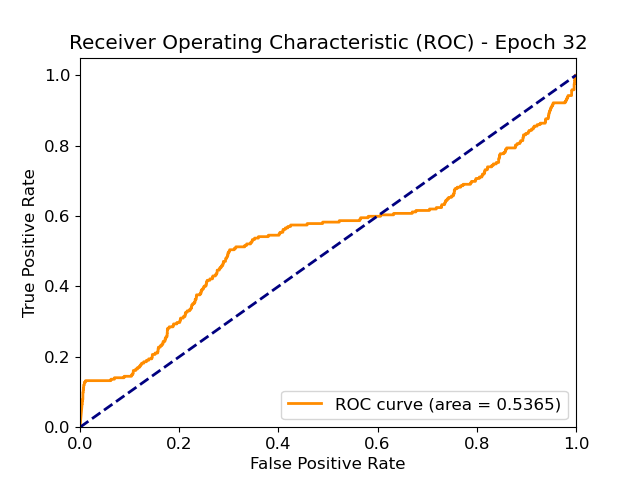 Receiver Operating Characteristic (ROC) - Epoch 32
True Positive Rate
1.0
0.8
0.6
0.4
0.2
0.0
ROC curve (area = 0.5365)
0.0 0.2 0.4 0.6 0.8 1.0
False Positive Rate